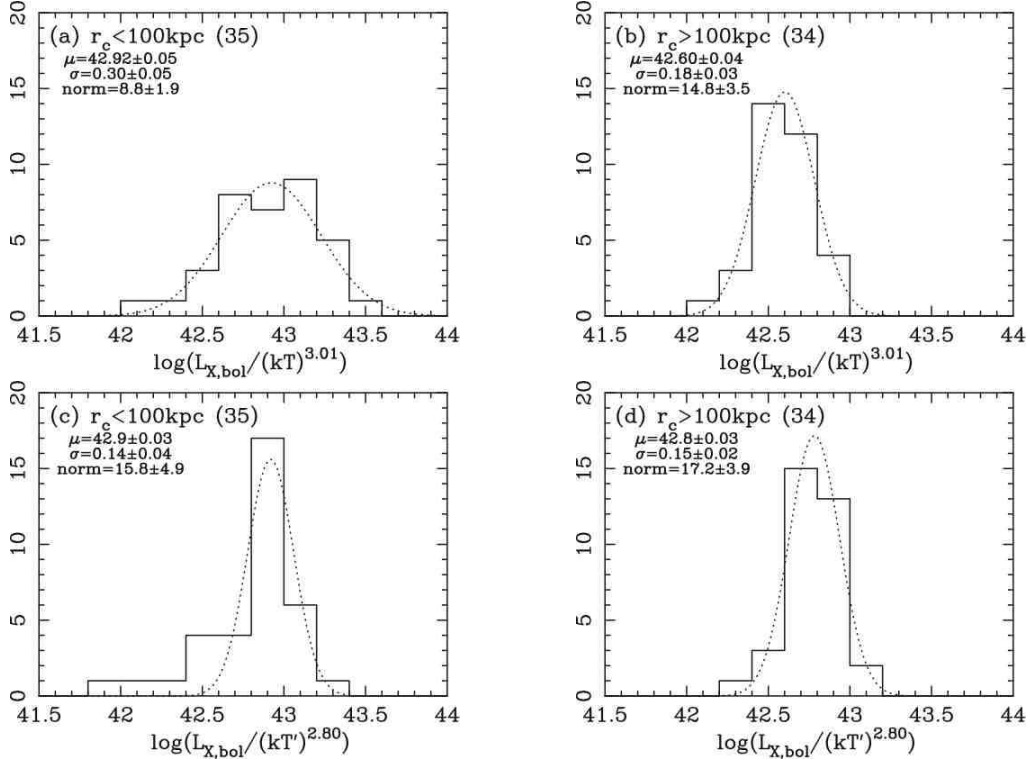 (a) r_c<100kpc (35)
μ=42.92±0.05
σ=0.30±0.05
norm=8.8±1.9
20
15
10
5
0
41.5 42 42.5 43 43.5 44
log(L_X,bol/(kT)^3.01)
(b) r_c>100kpc (34)
μ=42.60±0.04
σ=0.18±0.03
norm=14.8±3.5
20
15
10
5
0
41.5 42 42.5 43 43.5 44
log(L_X,bol/(kT)^3.01)
(c) r_c<100kpc (35)
μ=42.9±0.03
σ=0.14±0.04
norm=15.8±4.9
20
15
10
5
0
41.5 42 42.5 43 43.5 44
log(L_X,bol/(kT')^2.80)
(d) r_c>100kpc (34)
μ=42.8±0.03
σ=0.15±0.02
norm=17.2±3.9
20
15
10
5
0
41.5 42 42.5 43 43.5 44
log(L_X,bol/(kT')^2.80)